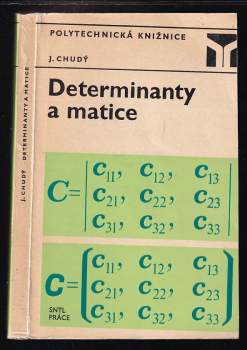 POLYTECHNICKÁ KNIŽNICE
J. CHUDÝ
Determinanty
a matice
C = | c11, c12, c13 |
c21, c22, c23
c31, c32, c33
C = ( c11, c12, c13 )
c21, c22, c23
c31, c32, c33
SNTL
PRÁCE
J. CHUDÝ DETERMINANTY A MATICE